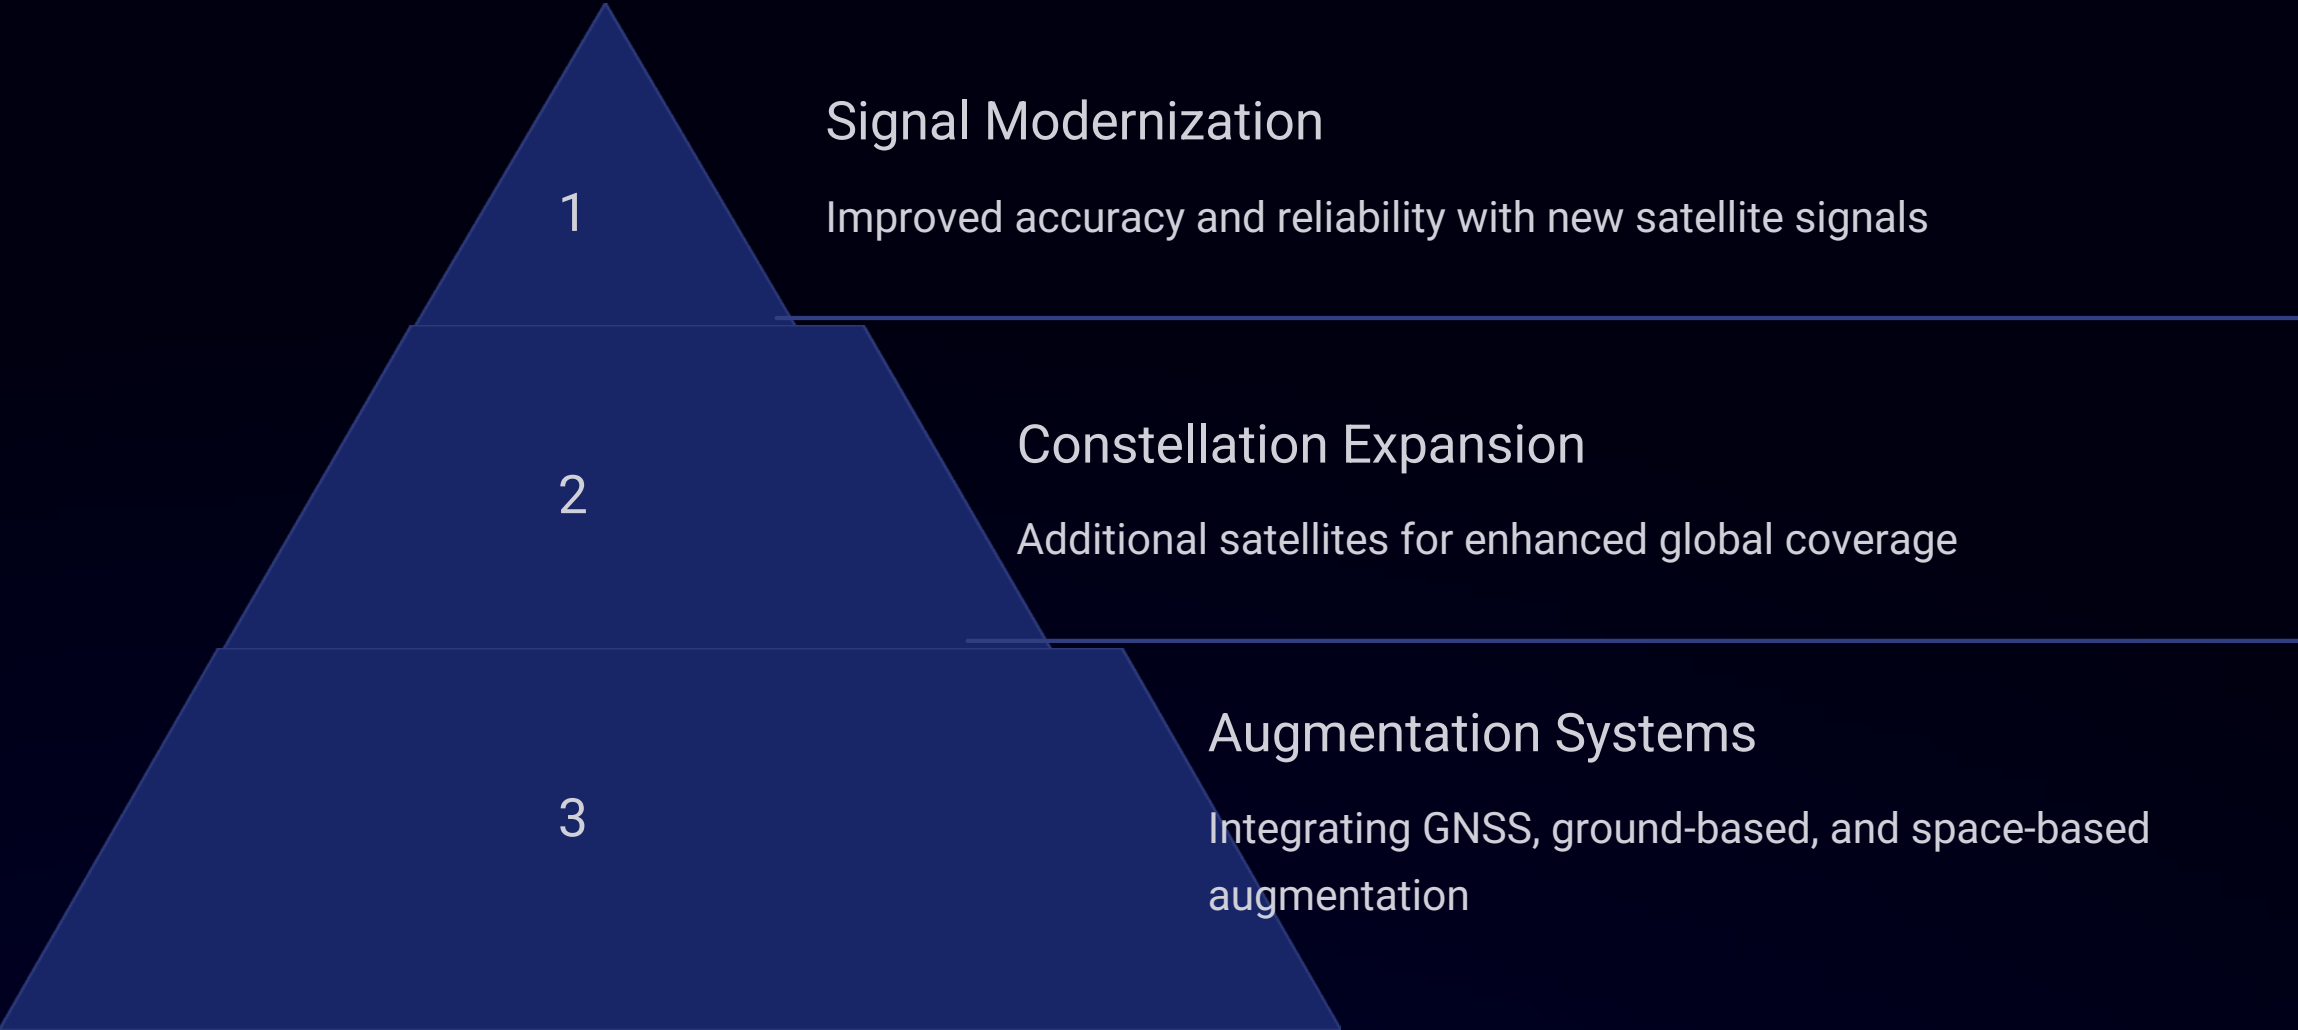 1
Signal Modernization
Improved accuracy and reliability with new satellite signals
2
Constellation Expansion
Additional satellites for enhanced global coverage
3
Augmentation Systems
Integrating GNSS, ground-based, and space-based
augmentation